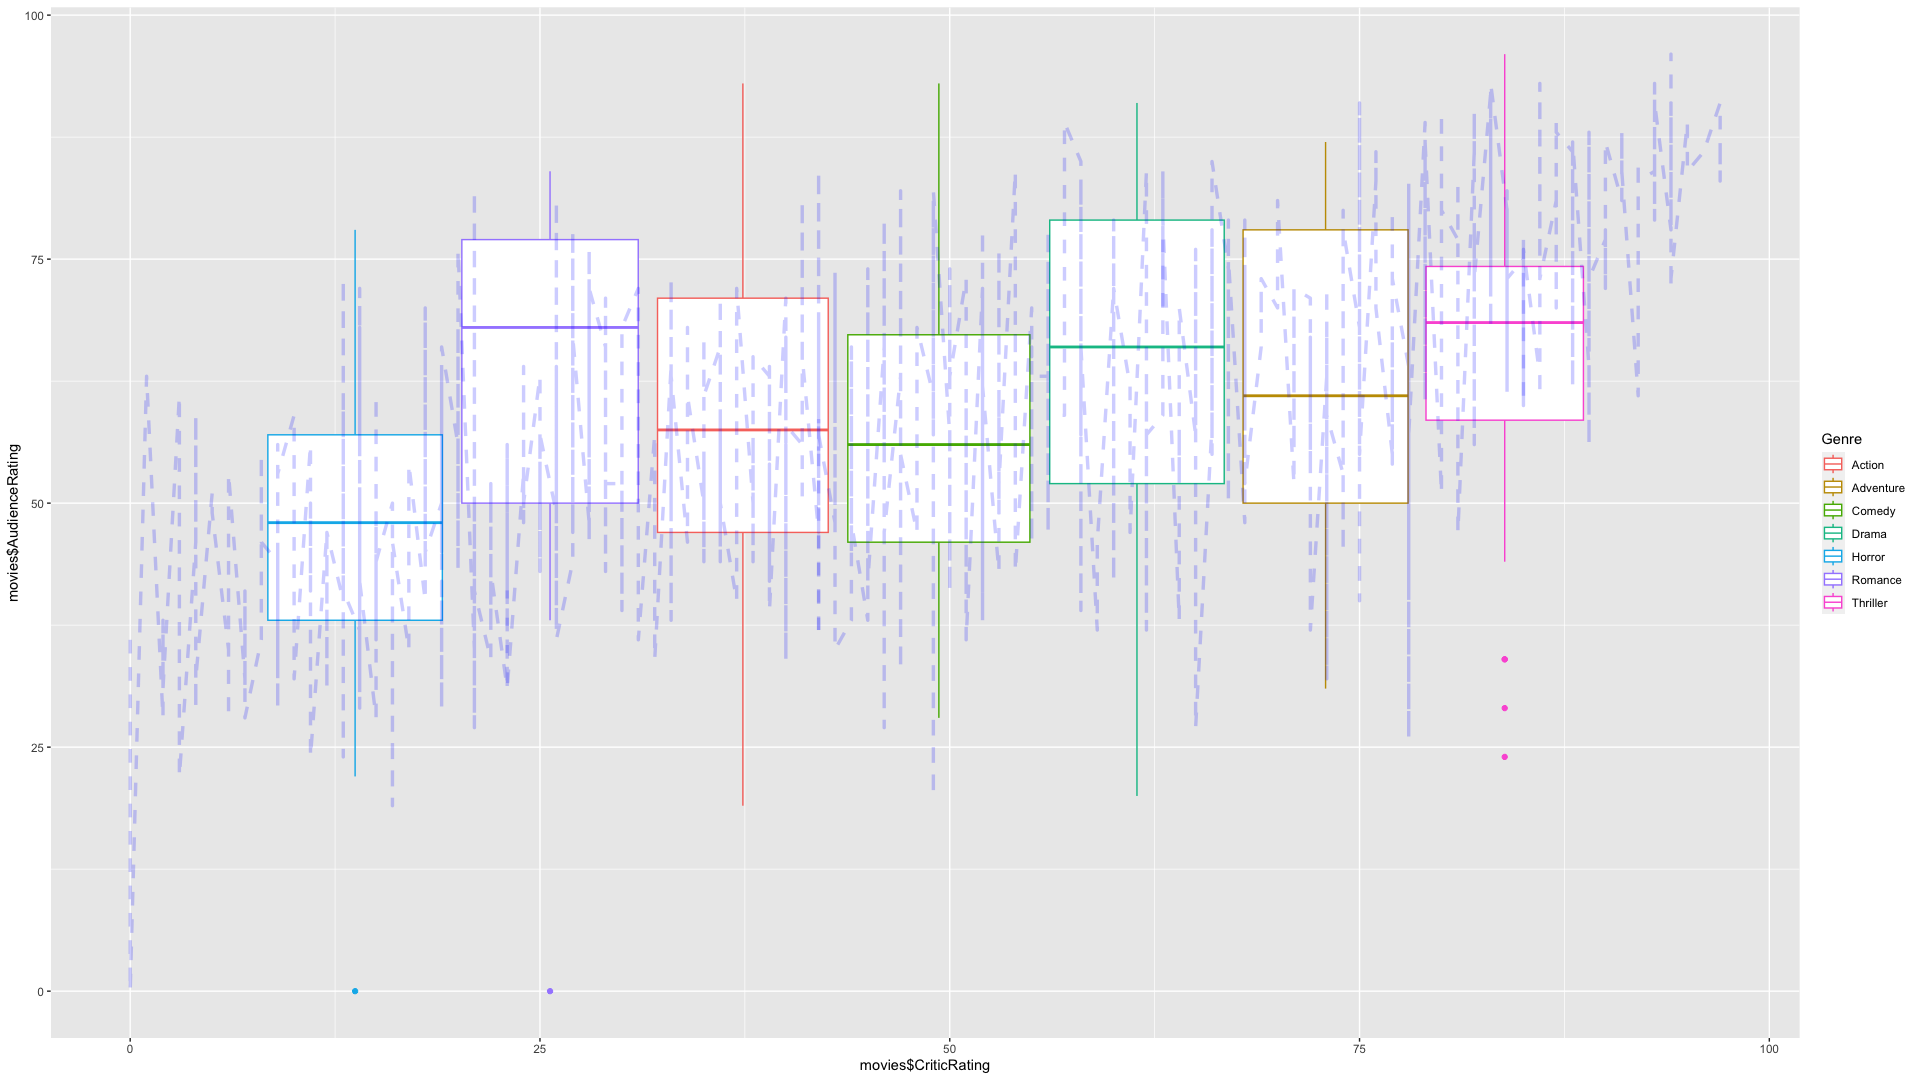 100
75
50
25
0
movies$AudienceRating
0
25
50
75
100
movies$CriticRating
Genre
Action
Adventure
Comedy
Drama
Horror
Romance
Thriller